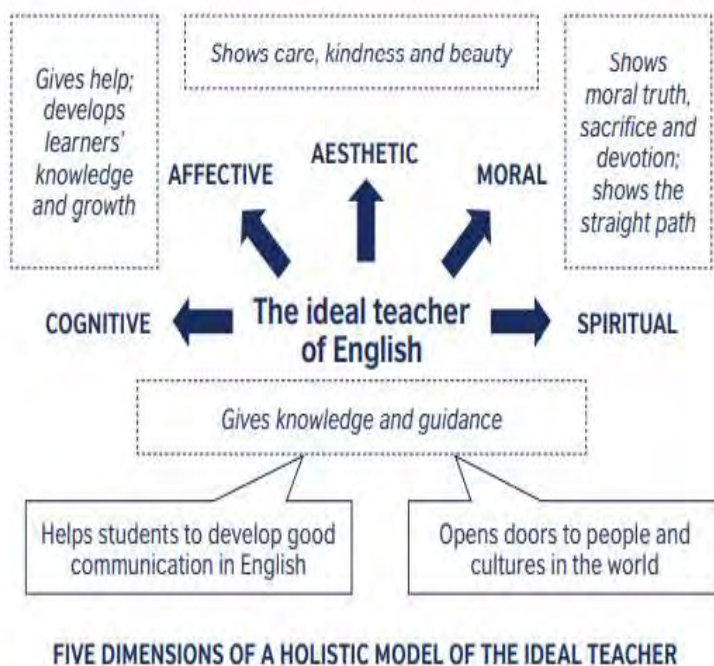 Shows care, kindness and beauty
Gives help;
develops
learners'
knowledge
and growth
Shows
moral truth,
sacrifice and
devotion;
shows the
straight path
AFFECTIVE
AESTHETIC
MORAL
COGNITIVE
The ideal teacher
of English
SPIRITUAL
Gives knowledge and guidance
Helps students to develop good
communication in English
Opens doors to people and
cultures in the world
FIVE DIMENSIONS OF A HOLISTIC MODEL OF THE IDEAL TEACHER